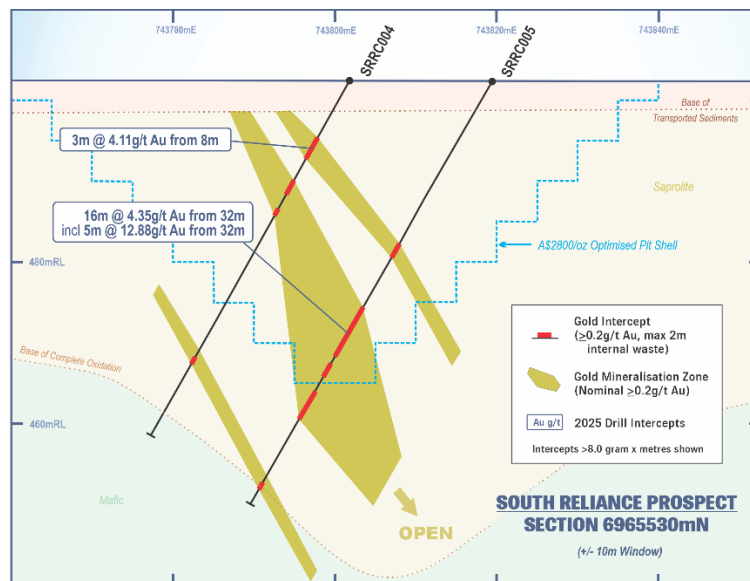 743780mE
743800mE
743820mE
743840mE
SRRC004
SRRC005
Base of
Transported Sediments
3m @ 4.11g/t Au from 8m
Saprolite
16m @ 4.35g/t Au from 32m
incl 5m @ 12.88g/t Au from 32m
A$2800/oz Optimised Pit Shell
480mRL
480mRL
Gold Intercept
(≥0.2g/t Au, max 2m
internal waste)
Base of Complete Oxidation
Gold Mineralisation Zone
(Nominal ≥0.2g/t Au)
460mRL
460mRL
Au g/t
2025 Drill Intercepts
Intercepts >8.0 gram x metres shown
Mafic
OPEN
SOUTH RELIANCE PROSPECT
SECTION 6965530mN
(+/- 10m Window)